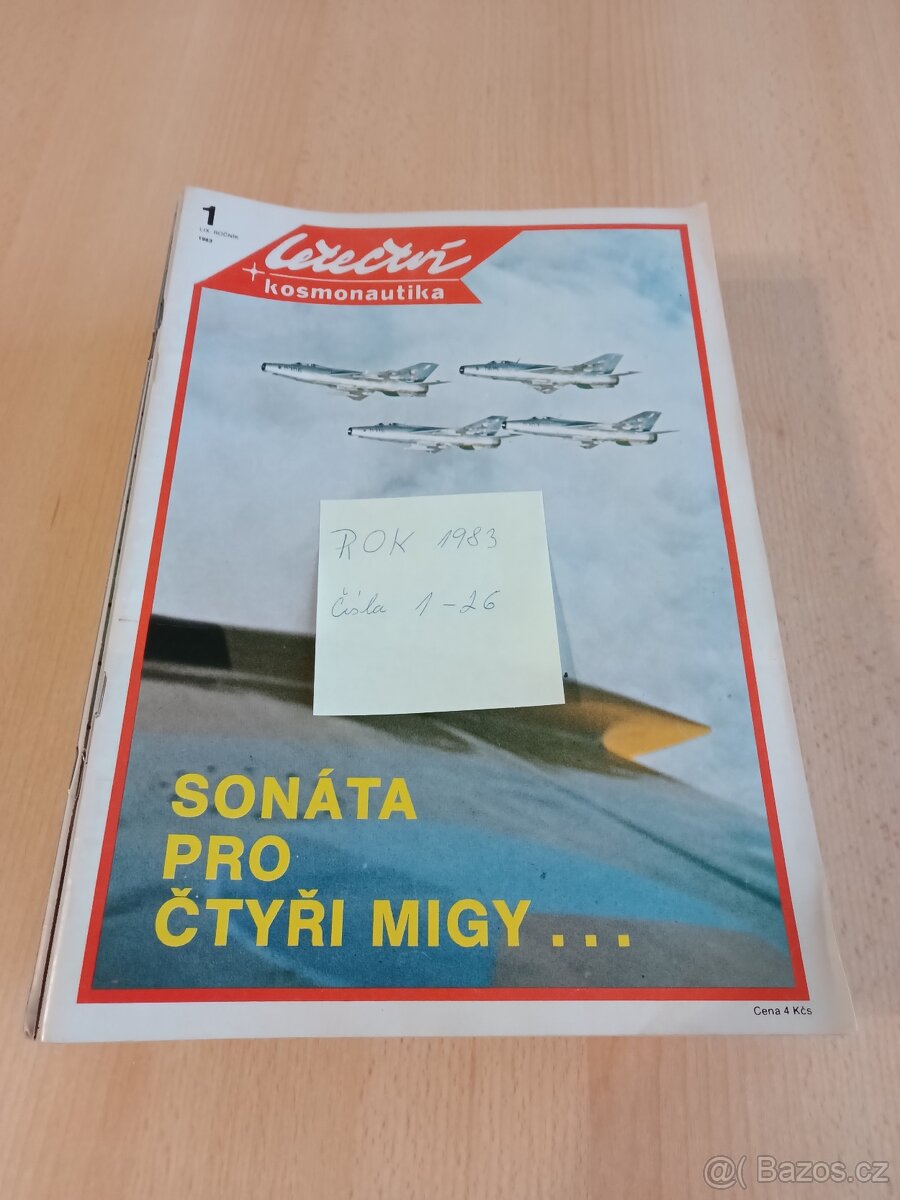 1
LIX. ROČNÍK
1983
Letectví
+ kosmonautika
ROK 1983
čísla 1-26
SONÁTA
PRO
ČTYŘI MIGY...
Cena 4 Kčs
@( Bazos.cz